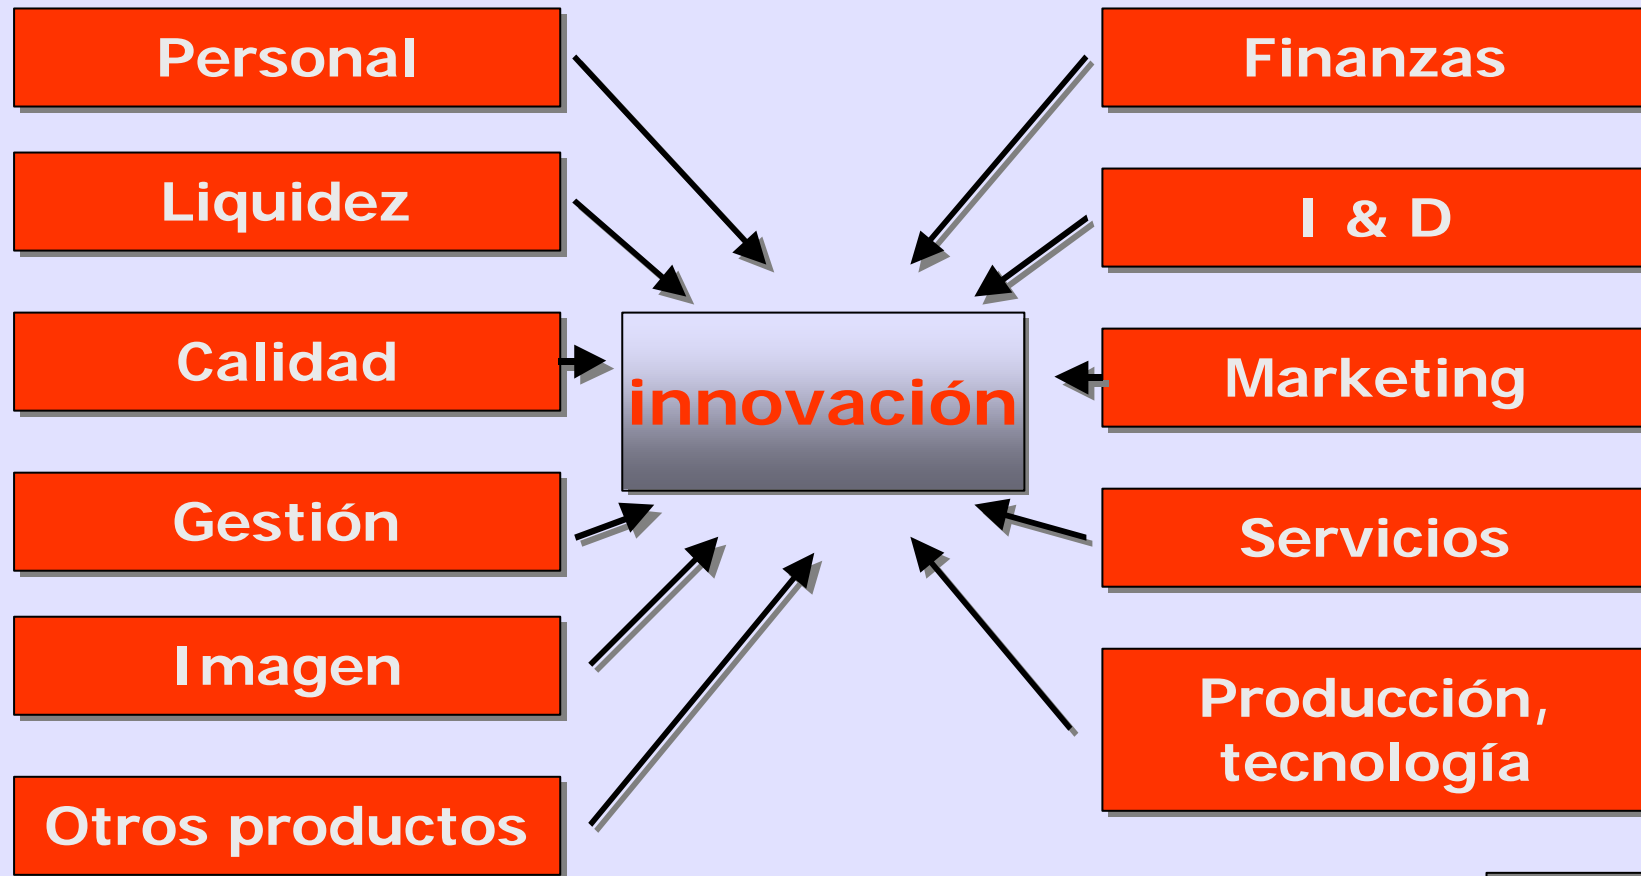 Personal
Liquidez
Calidad
Gestión
Imagen
Otros productos
innovación
Finanzas
I & D
Marketing
Servicios
Producción,
tecnología